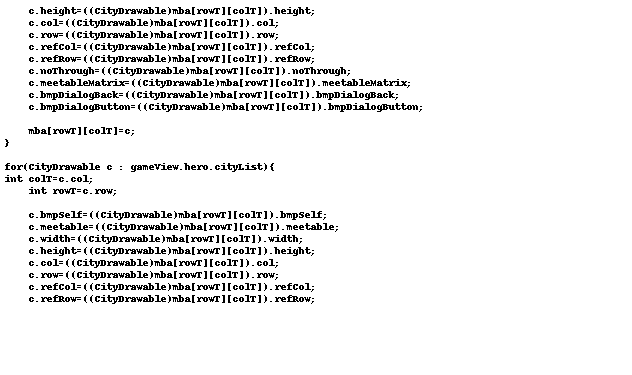 c.height=((CityDrawable)mba[rowT][colT]).height;
c.col=((CityDrawable)mba[rowT][colT]).col;
c.row=((CityDrawable)mba[rowT][colT]).row;
c.refCol=((CityDrawable)mba[rowT][colT]).refCol;
c.refRow=((CityDrawable)mba[rowT][colT]).refRow;
c.noThrough=((CityDrawable)mba[rowT][colT]).noThrough;
c.meetableMatrix=((CityDrawable)mba[rowT][colT]).meetableMatrix;
c.bmpDialogBack=((CityDrawable)mba[rowT][colT]).bmpDialogBack;
c.bmpDialogButton=((CityDrawable)mba[rowT][colT]).bmpDialogButton;
mba[rowT][colT]=c;
}
for(CityDrawable c : gameView.hero.cityList){
int colT=c.col;
int rowT=c.row;
c.bmpSelf=((CityDrawable)mba[rowT][colT]).bmpSelf;
c.meetable=((CityDrawable)mba[rowT][colT]).meetable;
c.width=((CityDrawable)mba[rowT][colT]).width;
c.height=((CityDrawable)mba[rowT][colT]).height;
c.col=((CityDrawable)mba[rowT][colT]).col;
c.row=((CityDrawable)mba[rowT][colT]).row;
c.refCol=((CityDrawable)mba[rowT][colT]).refCol;
c.refRow=((CityDrawable)mba[rowT][colT]).refRow;